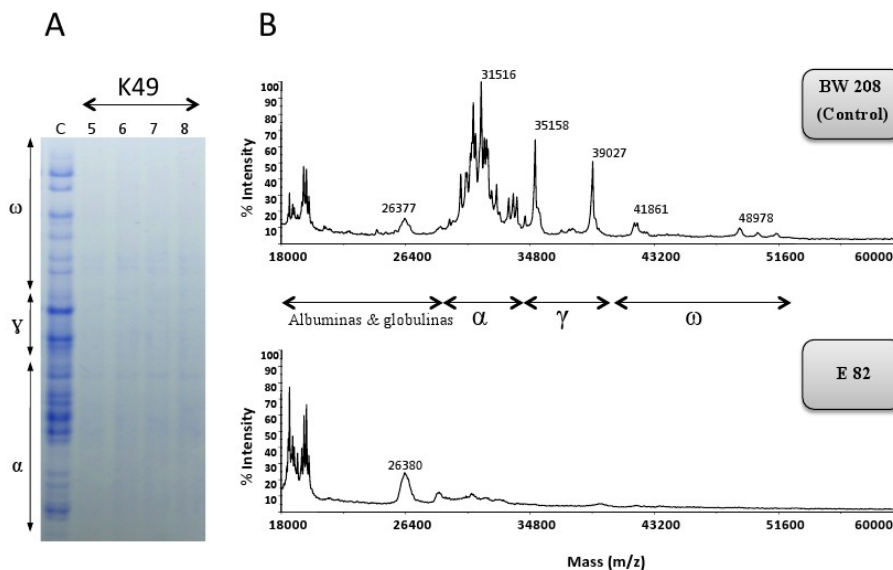 A
K49
C 5 6 7 8
ω
γ
α
B
BW 208
(Control)
% Intensity
100
90
80
70
60
50
40
30
20
10
31516
35158
39027
26377
41861
48978
18000 26400 34800 43200 51600 60000
Albuminas & globulinas α γ ω
E 82
% Intensity
100
90
80
70
60
50
40
30
20
10
26380
18000 26400 34800 43200 51600 60000
Mass (m/z)